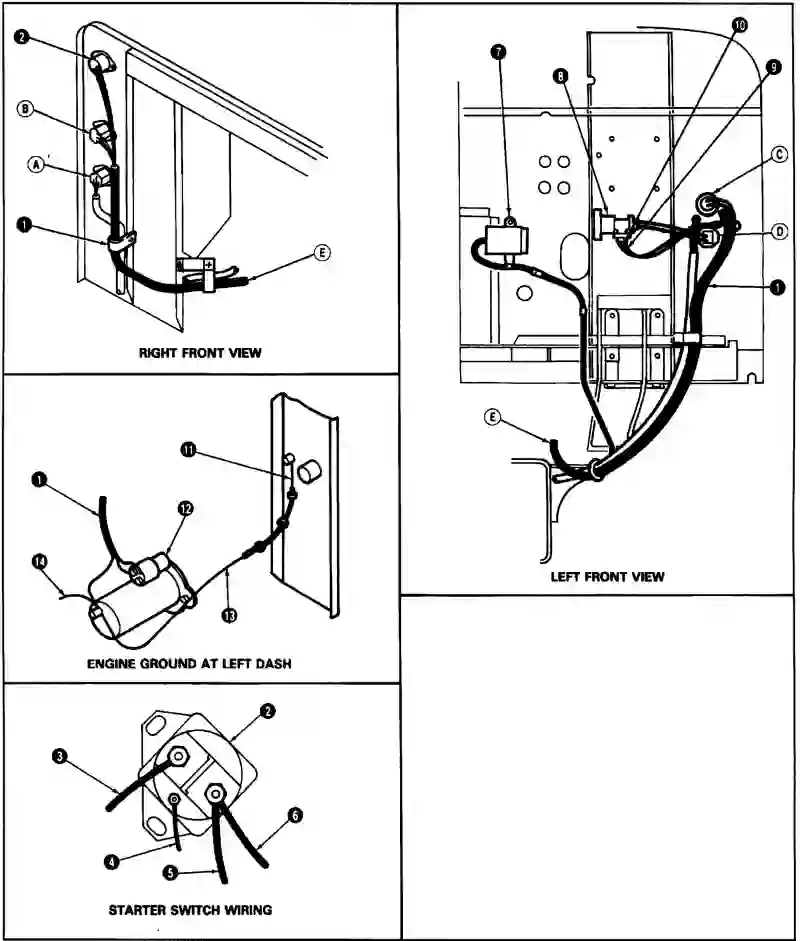 2
B
A
1
E
RIGHT FRONT VIEW
10
7
8
9
C
D
1
E
LEFT FRONT VIEW
11
1
12
14
13
ENGINE GROUND AT LEFT DASH
2
3
6
4
5
STARTER SWITCH WIRING